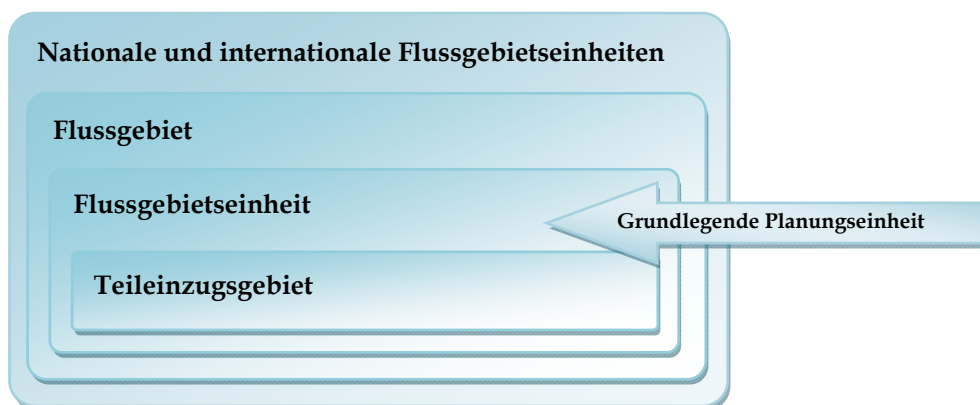 Nationale und internationale Flussgebietseinheiten
Flussgebiet
Flussgebietseinheit
Grundlegende Planungseinheit
Teileinzugsgebiet